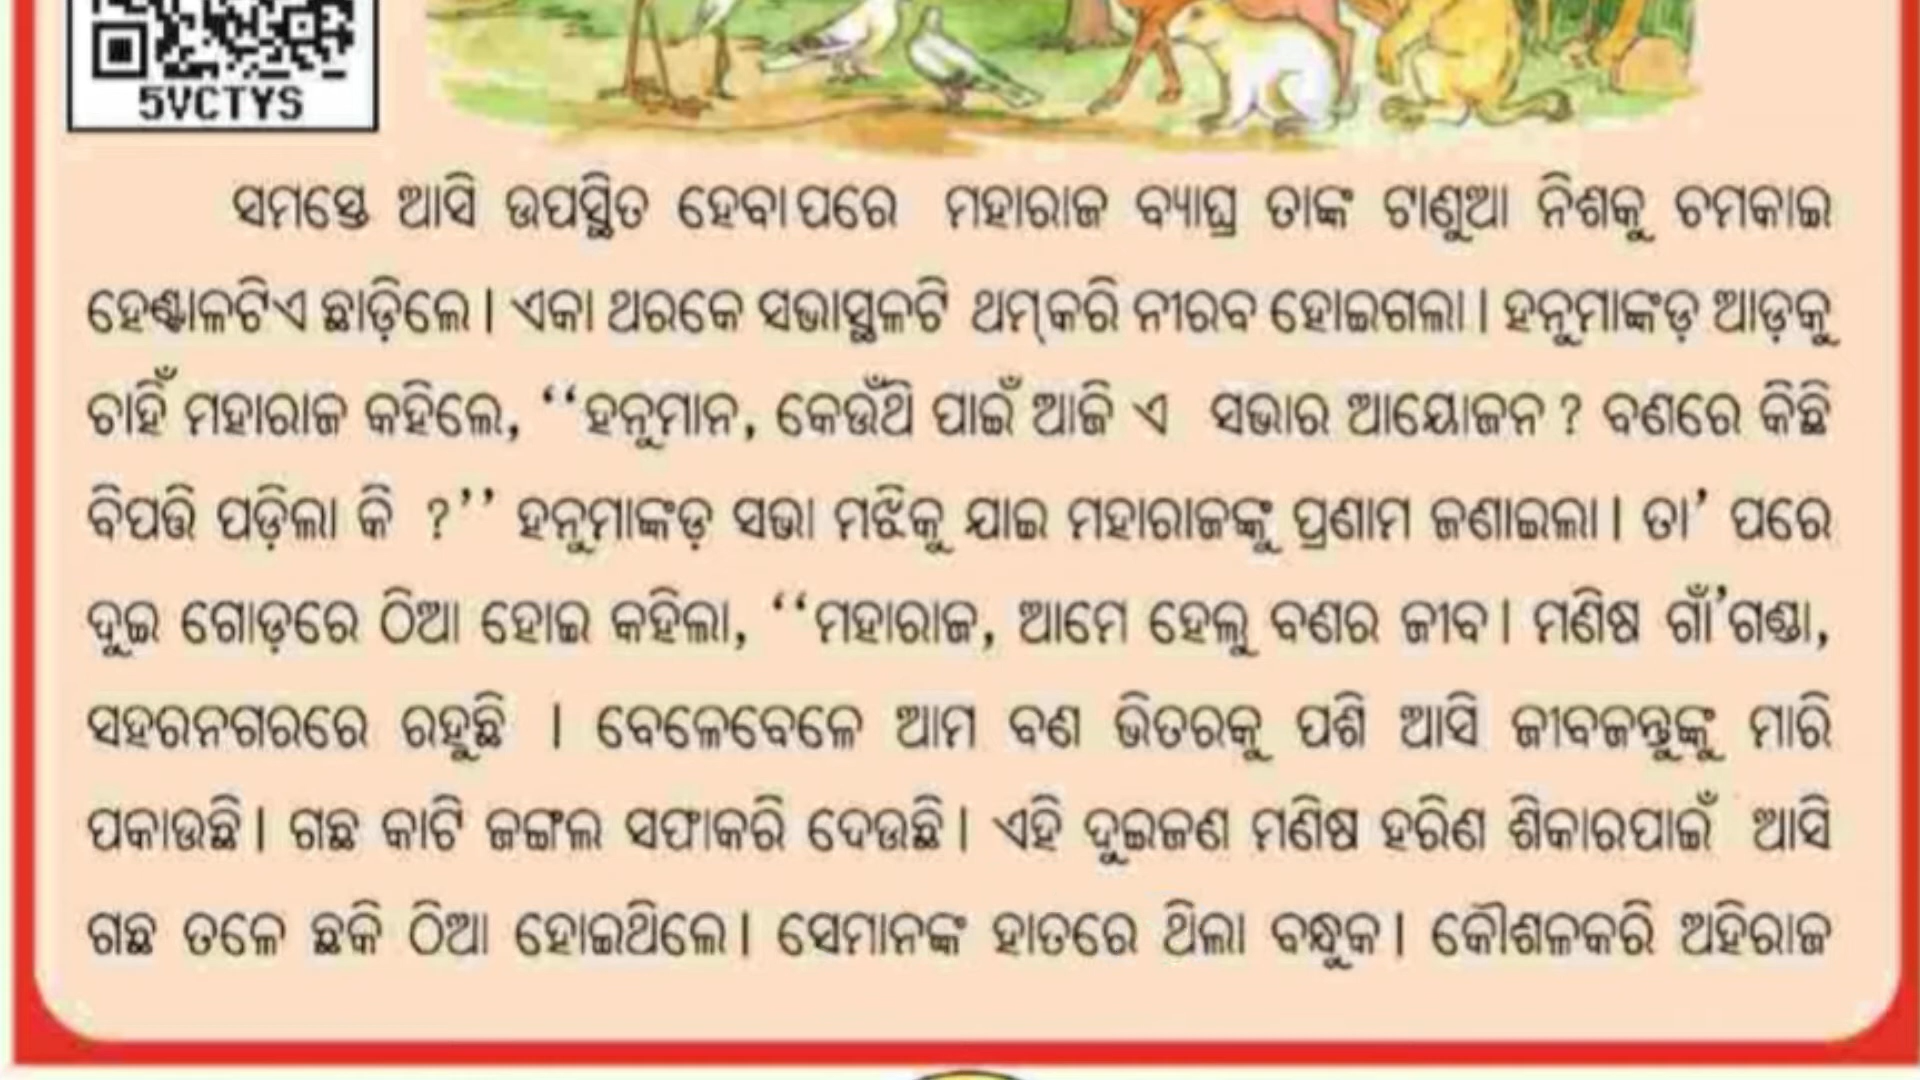 5VCTYS
ସମସ୍ତେ ଆସି ଉପସ୍ଥିତ ହେବାପରେ ମହାରାଜ ବ୍ୟାଘ୍ର ତାଙ୍କ ଟାଣୁଆ ନିଶକୁ ଚମକାଇ
ହେଣ୍ଟାଳଟିଏ ଛାଡ଼ିଲେ । ଏକା ଥରକେ ସଭାସ୍ଥଳଟି ଥମ୍‌କରି ନୀରବ ହୋଇଗଲା । ହନୁମାଙ୍କଡ଼ ଆଡ଼କୁ
ଚାହିଁ ମହାରାଜ କହିଲେ, ‘‘ହନୁମାନ, କେଉଁଥି ପାଇଁ ଆଜି ଏ ସଭାର ଆୟୋଜନ ? ବଣରେ କିଛି
ବିପତ୍ତି ପଡ଼ିଲା କି ?’’ ହନୁମାଙ୍କଡ଼ ସଭା ମଝିକୁ ଯାଇ ମହାରାଜଙ୍କୁ ପ୍ରଣାମ ଜଣାଇଲା । ତା’ ପରେ
ଦୁଇ ଗୋଡ଼ରେ ଠିଆ ହୋଇ କହିଲା, ‘‘ମହାରାଜ, ଆମେ ହେଲୁ ବଣର ଜୀବ । ମଣିଷ ଗାଁ’ଗଣ୍ଡା,
ସହରନଗରରେ ରହୁଛି । ବେଳେବେଳେ ଆମ ବଣ ଭିତରକୁ ପଶି ଆସି ଜୀବଜନ୍ତୁଙ୍କୁ ମାରି
ପକାଉଛି । ଗଛ କାଟି ଜଙ୍ଗଲ ସଫାକରି ଦେଉଛି । ଏହି ଦୁଇଜଣ ମଣିଷ ହରିଣ ଶିକାରପାଇଁ ଆସି
ଗଛ ତଳେ ଛକି ଠିଆ ହୋଇଥିଲେ । ସେମାନଙ୍କ ହାତରେ ଥିଲା ବନ୍ଧୁକ । କୌଶଳକରି ଅହିରାଜ